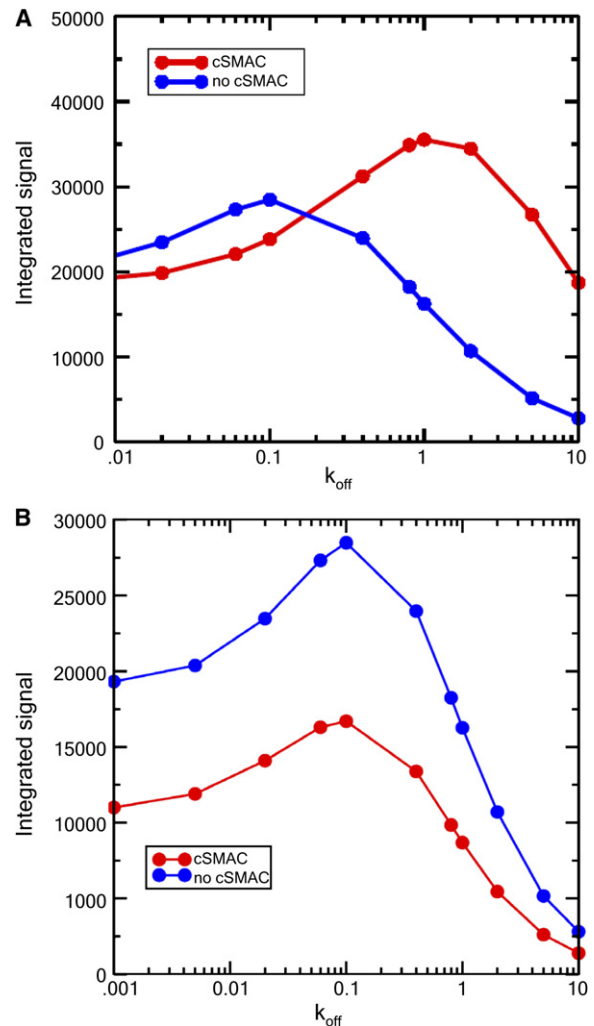 A
50000
40000
30000
20000
10000
0
Integrated signal
cSMAC
no cSMAC
.01
0.1
1
10
koff
B
30000
25000
20000
15000
10000
1000
0
Integrated signal
cSMAC
no cSMAC
.001
0.01
0.1
1
10
koff